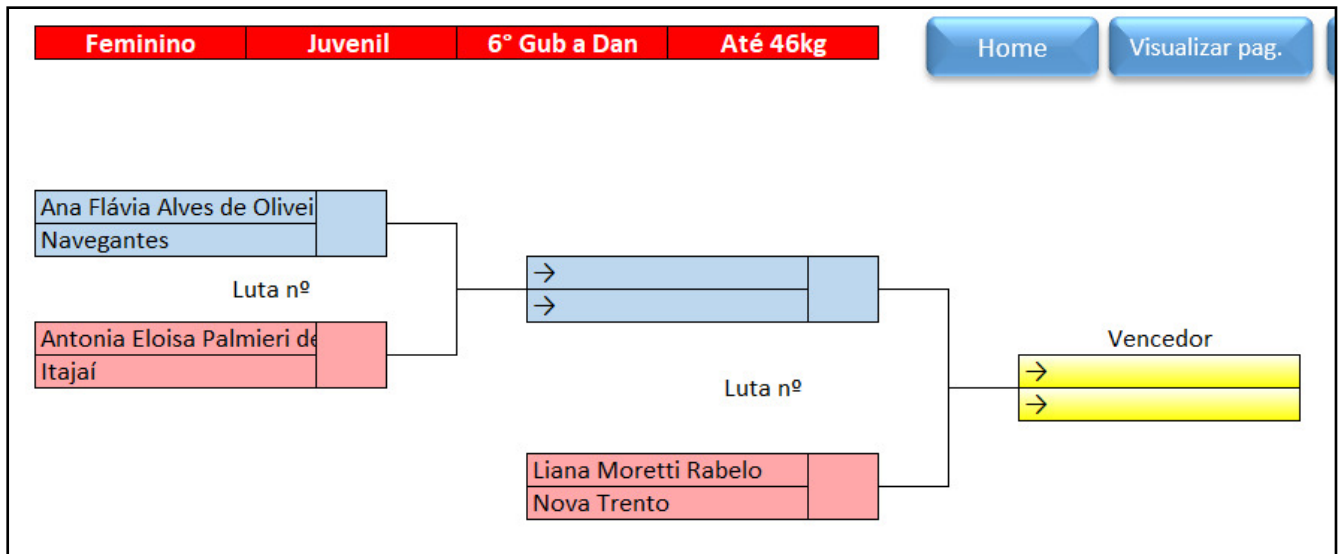 Feminino Juvenil 6° Gub a Dan Até 46kg Home Visualizar pag.
Ana Flávia Alves de Olivei
Navegantes
Luta nº
Antonia Eloisa Palmieri de
Itajaí
→
→
Luta nº
Liana Moretti Rabelo
Nova Trento
Vencedor
→
→